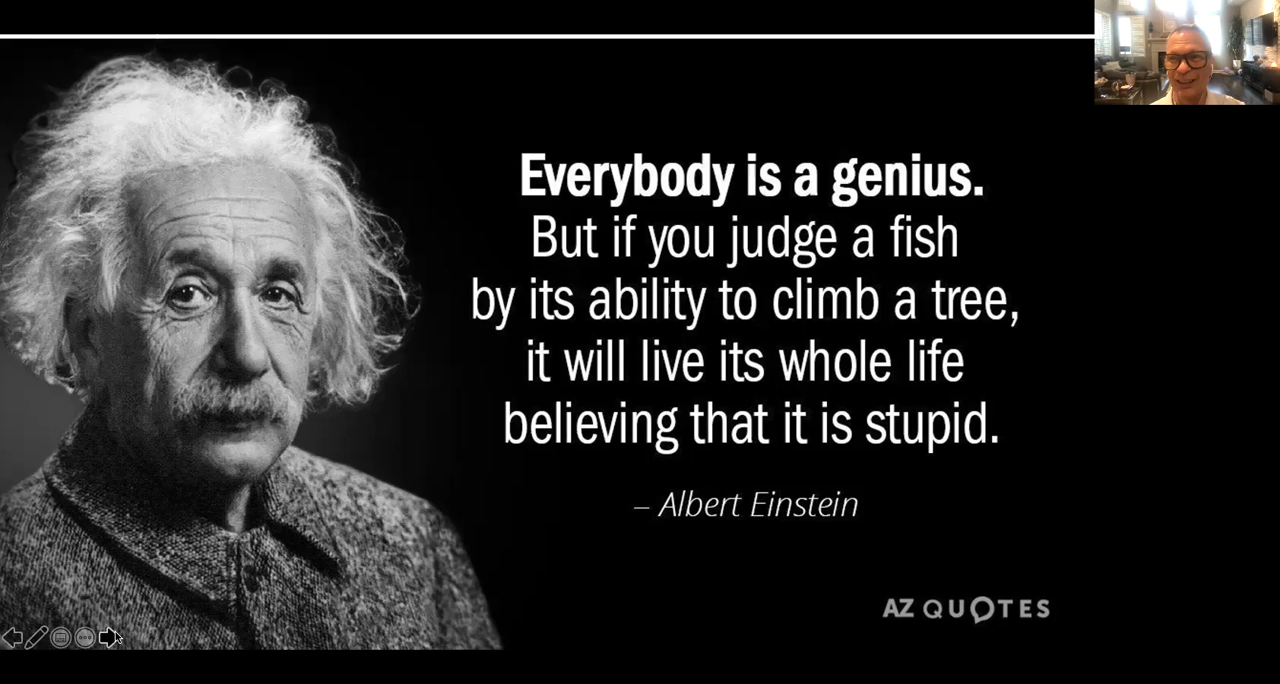 Everybody is a genius.
But if you judge a fish
by its ability to climb a tree,
it will live its whole life
believing that it is stupid.
– Albert Einstein
AZ QUOTES